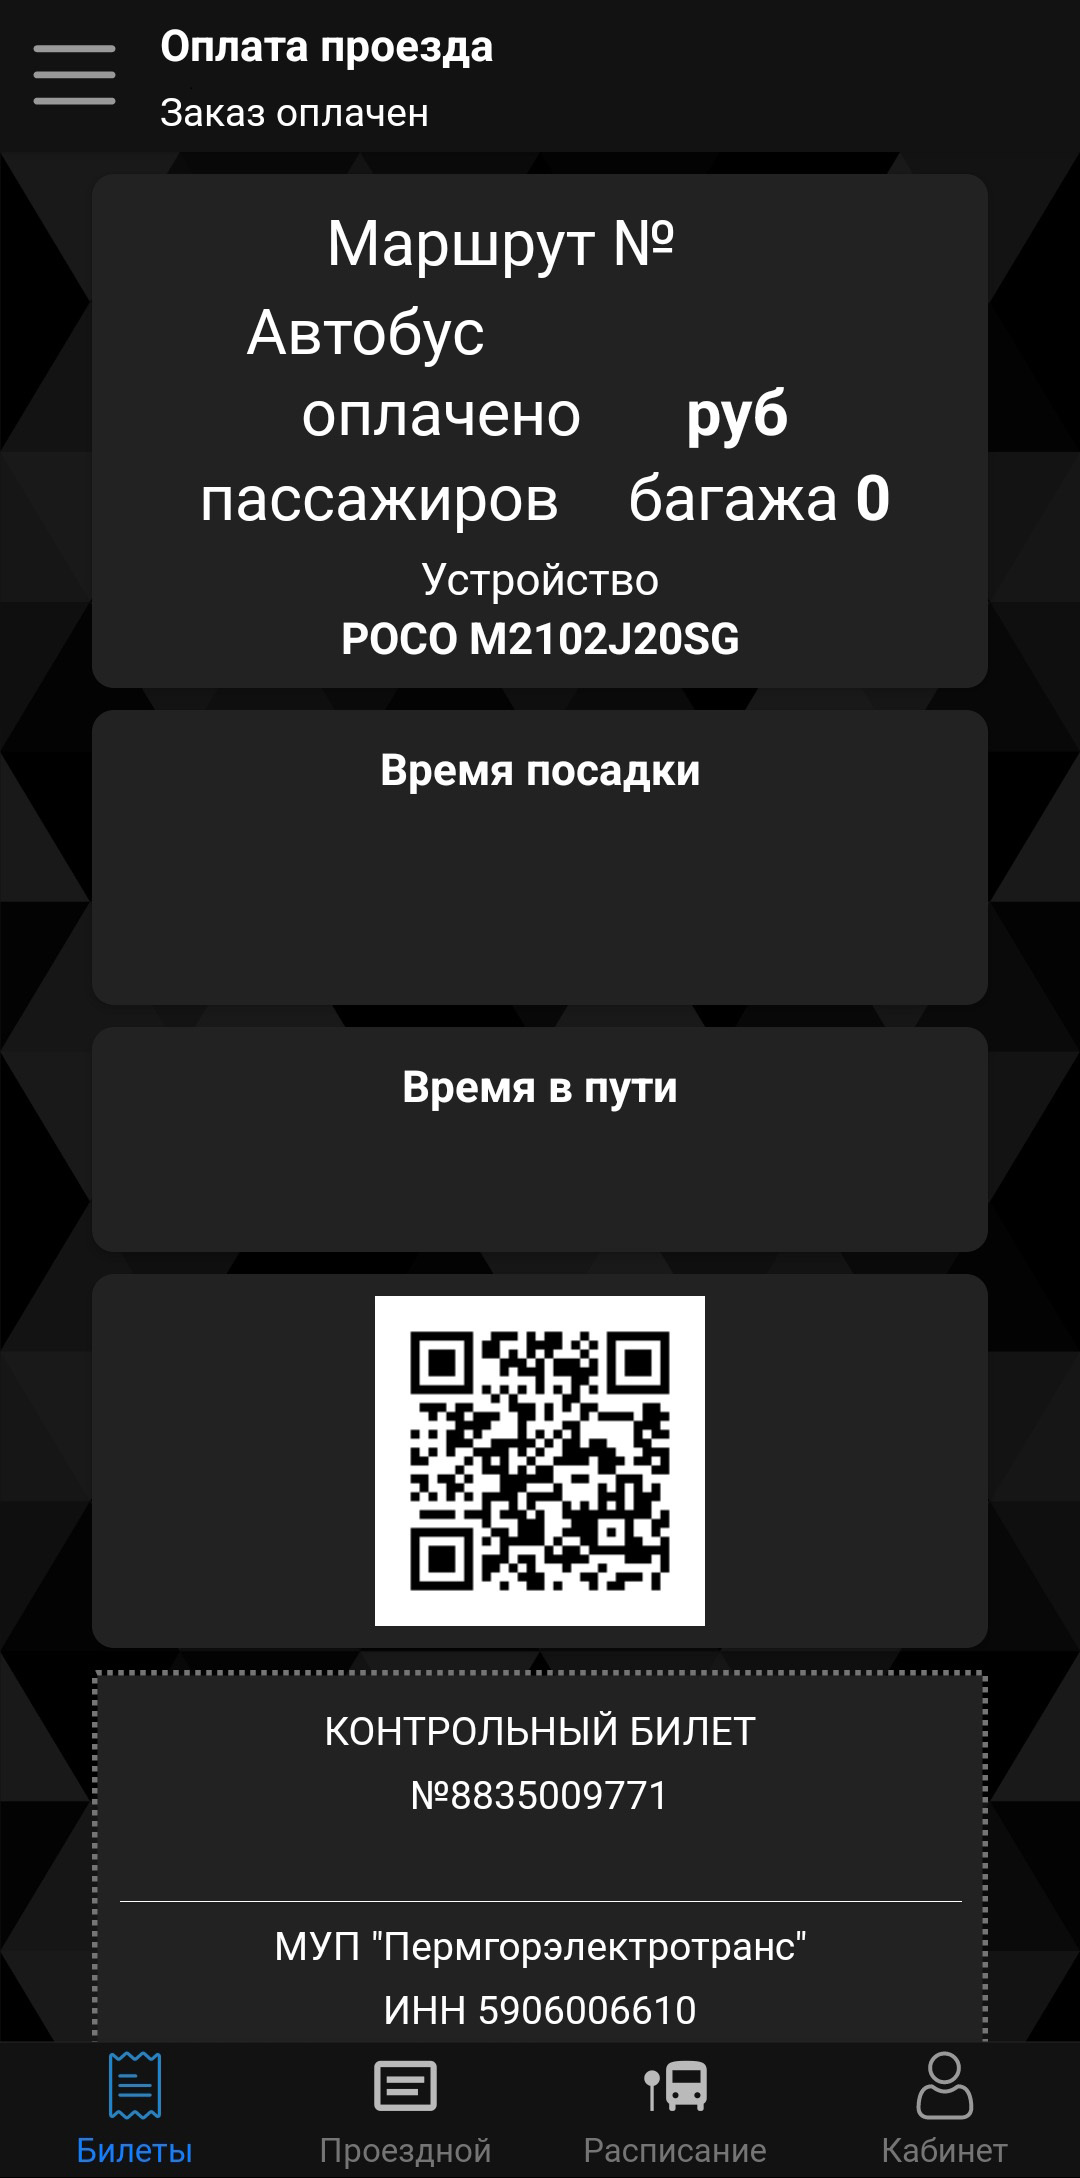 Оплата проезда
Заказ оплачен
Маршрут №
Автобус
оплачено руб
пассажиров багажа 0
Устройство
POCO M2102J20SG
Время посадки
Время в пути
КОНТРОЛЬНЫЙ БИЛЕТ
№8835009771
МУП "Пермгорэлектротранс"
ИНН 5906006610
Билеты
Проездной
Расписание
Кабинет